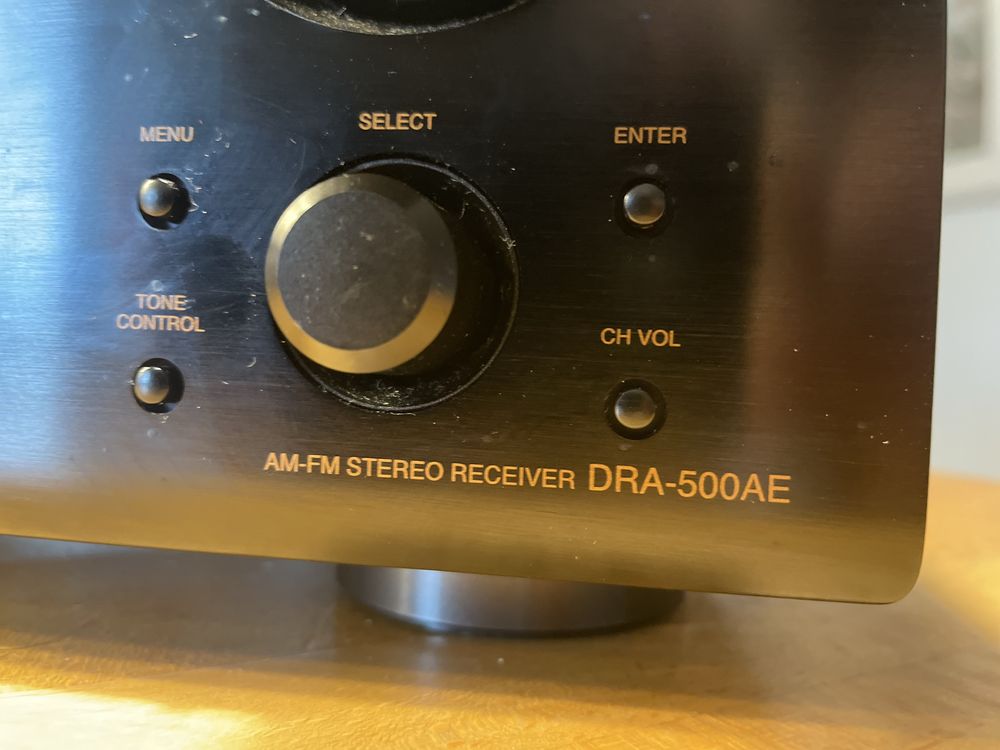 MENU
SELECT
ENTER
TONE
CONTROL
CH VOL
AM-FM STEREO RECEIVER DRA-500AE